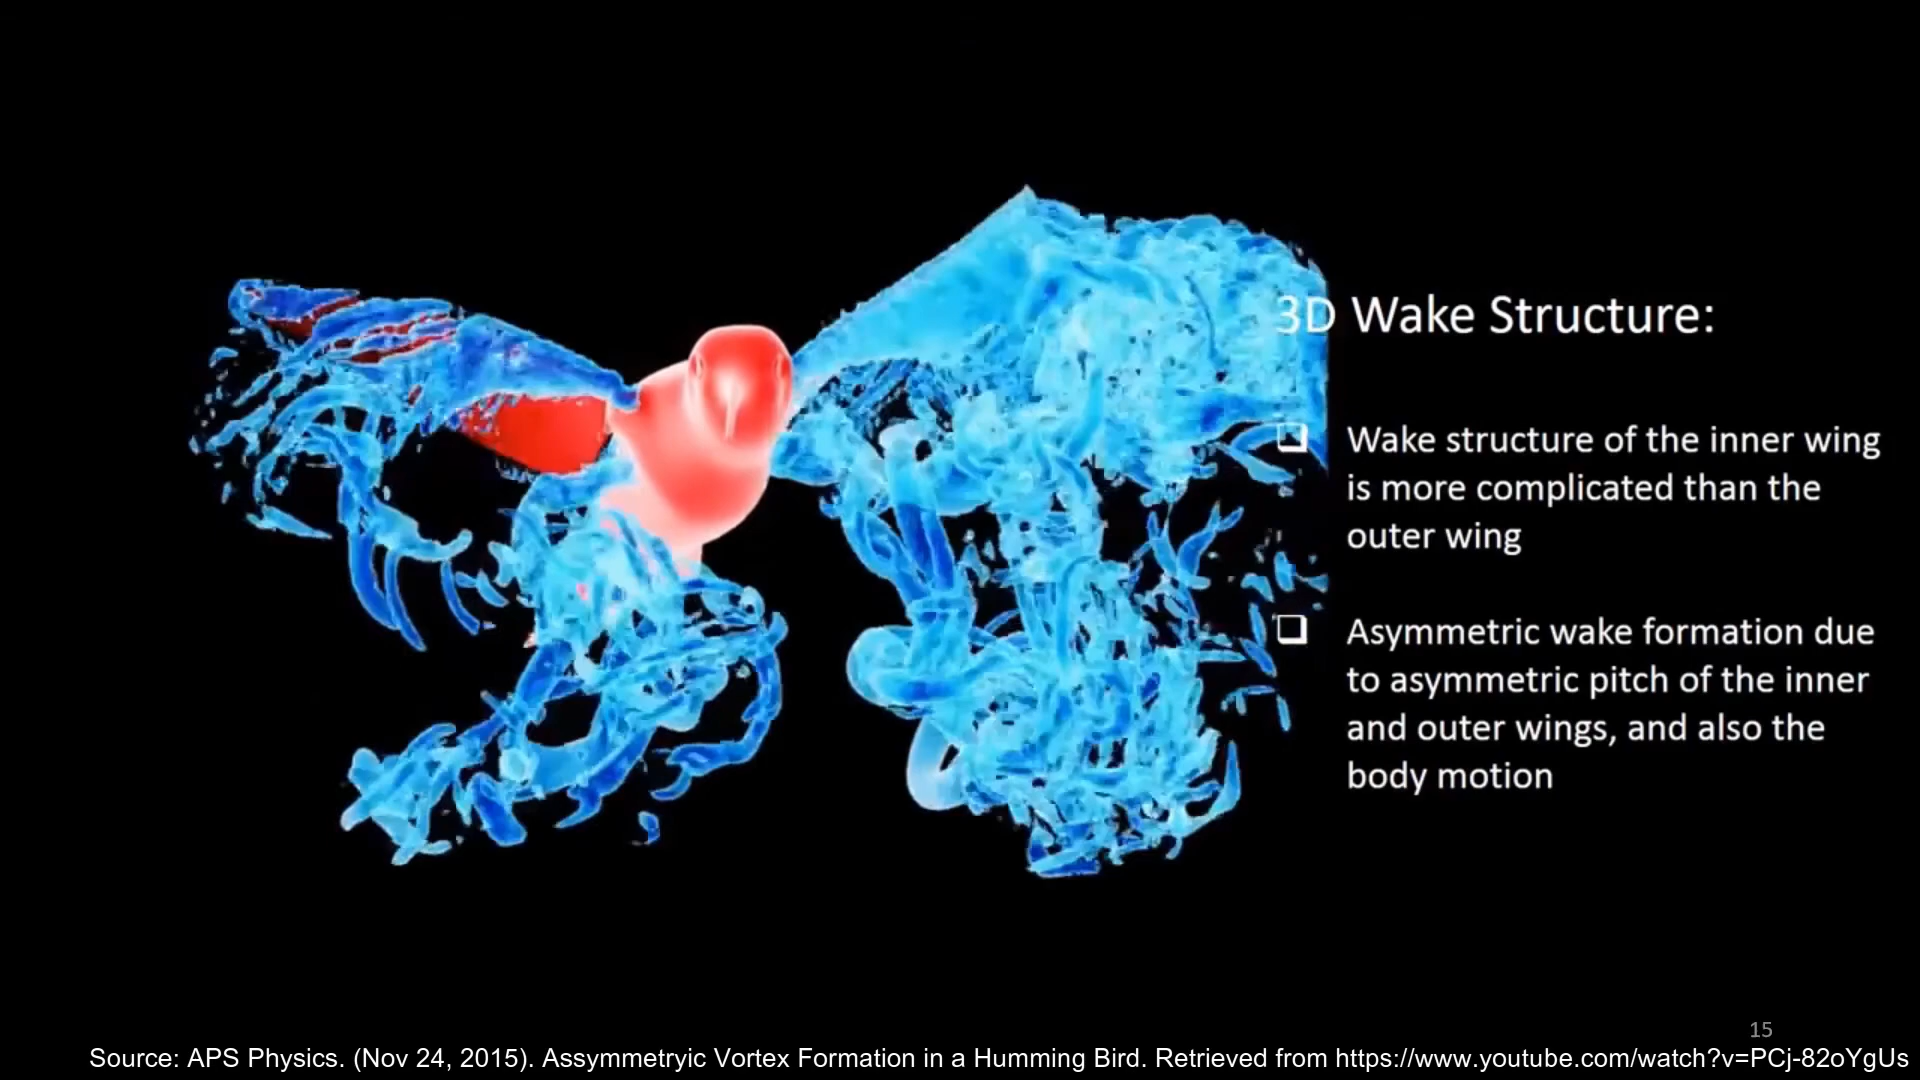 3D Wake Structure:
❑ Wake structure of the inner wing
is more complicated than the
outer wing
❑ Asymmetric wake formation due
to asymmetric pitch of the inner
and outer wings, and also the
body motion
15
Source: APS Physics. (Nov 24, 2015). Assymmetryic Vortex Formation in a Humming Bird. Retrieved from https://www.youtube.com/watch?v=PCj-82oYgUs